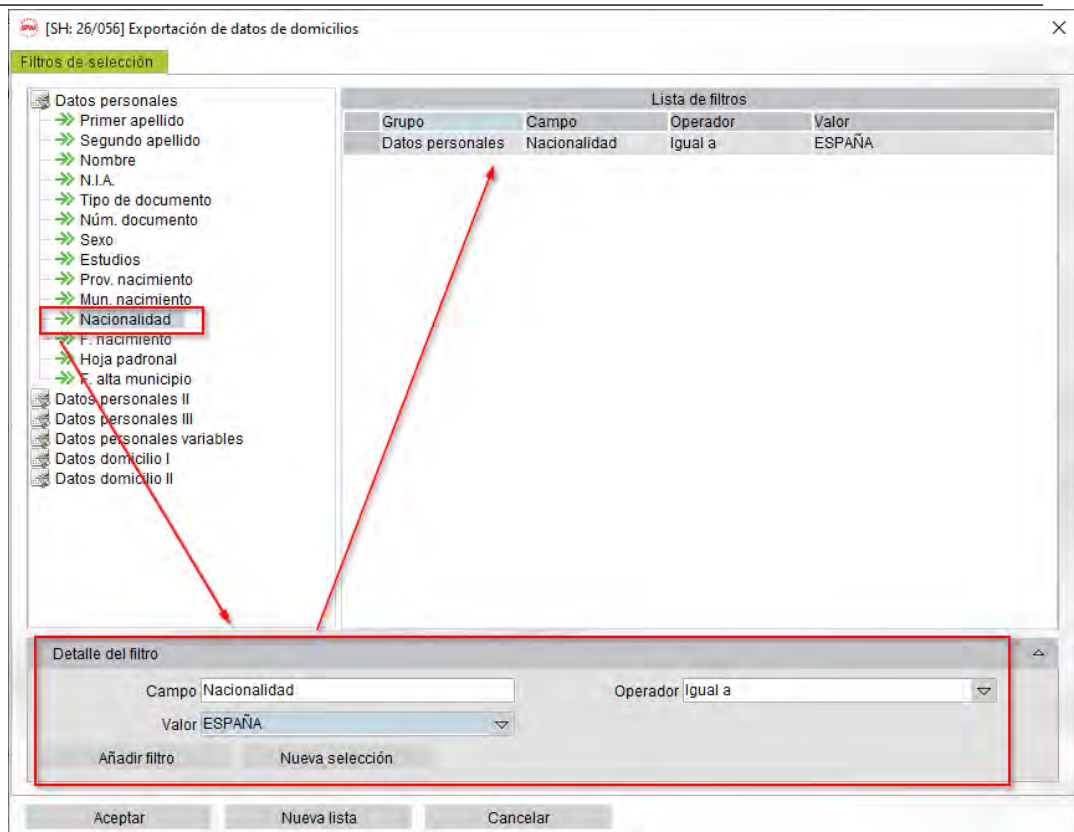 [SH: 26/056] Exportación de datos de domicilios
Filtros de selección
Datos personales
Primer apellido
Segundo apellido
Nombre
N.I.A.
Tipo de documento
Núm. documento
Sexo
Estudios
Prov. nacimiento
Mun. nacimiento
Nacionalidad
F. nacimiento
Hoja padronal
F. alta municipio
Datos personales II
Datos personales III
Datos personales variables
Datos domicilio I
Datos domicilio II
Lista de filtros
Grupo Campo Operador Valor
Datos personales Nacionalidad Igual a ESPAÑA
Detalle del filtro
Campo Nacionalidad Operador Igual a
Valor ESPAÑA
Añadir filtro Nueva selección
Aceptar Nueva lista Cancelar